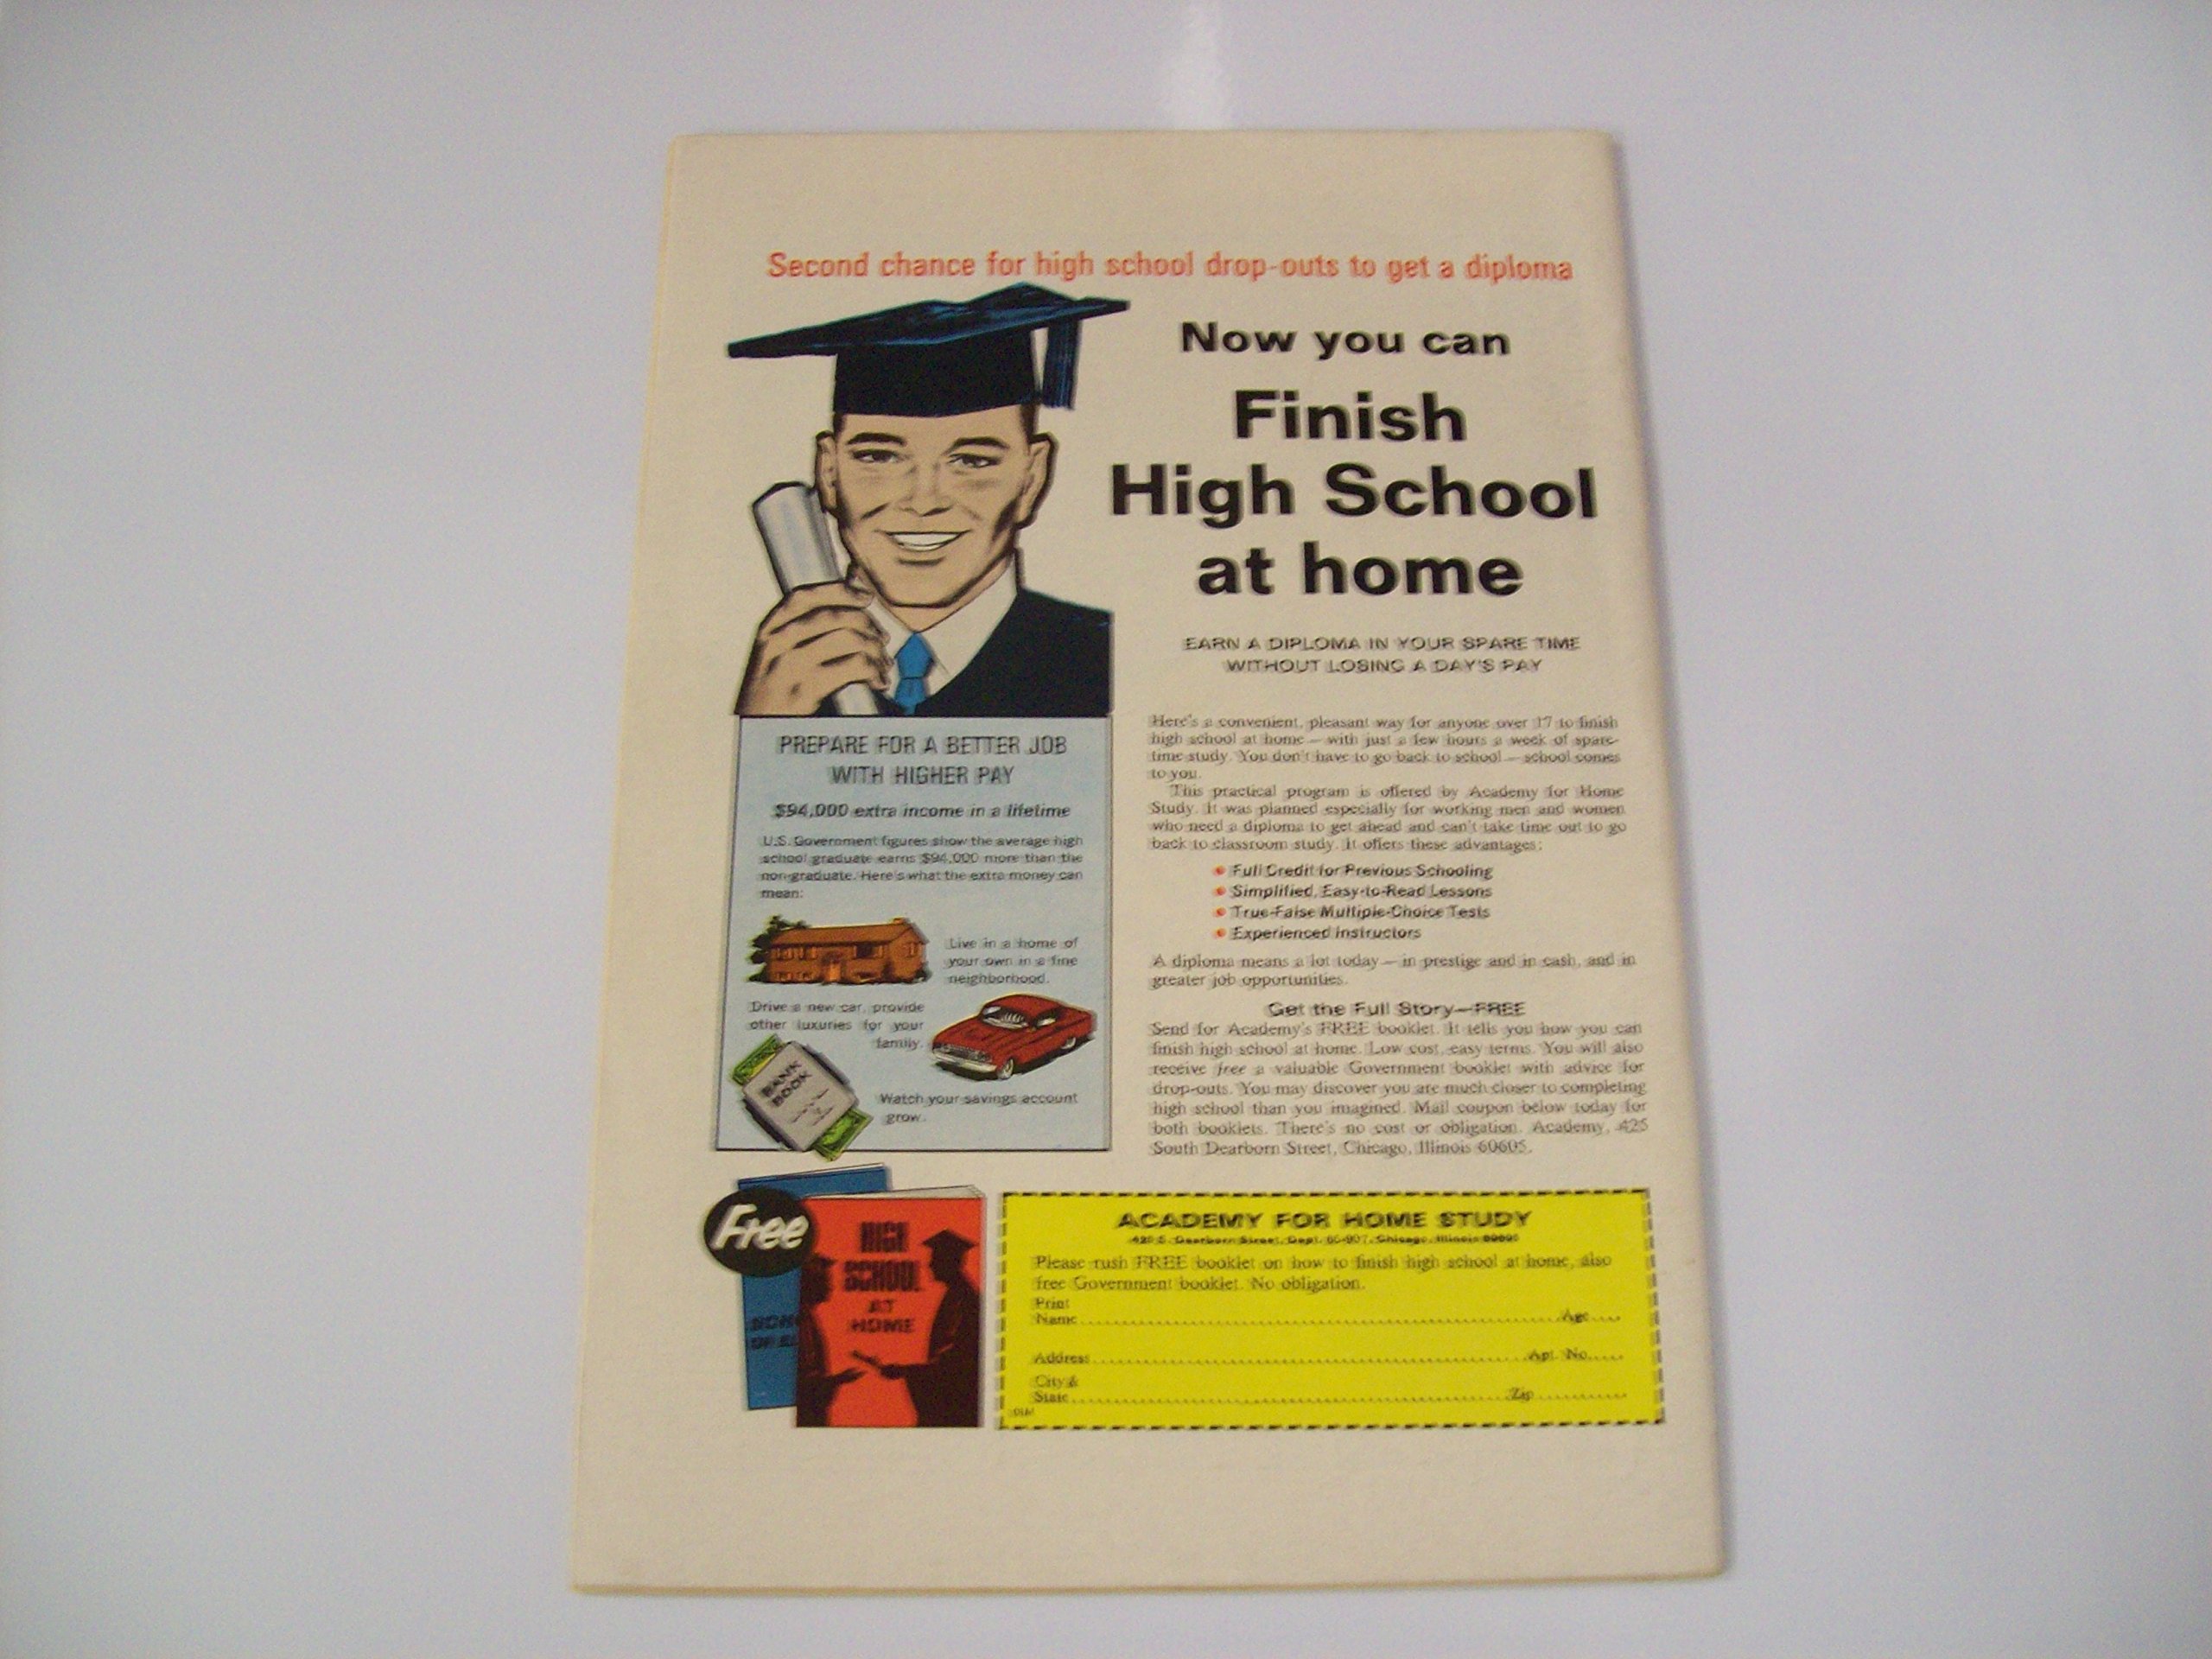 Second chance for high school drop-outs to get a diploma
Now you can
Finish
High School
at home
EARN A DIPLOMA IN YOUR SPARE TIME
WITHOUT LOSING A DAY'S PAY
PREPARE FOR A BETTER JOB
WITH HIGHER PAY
$94,000 extra income in a lifetime
U.S. Government figures show the average high
school graduate earns $94,000 more than the
non-graduate. Here's what the extra money can
mean:
Live in a home of
your own in a fine
neighborhood.
Drive a new car, provide
other luxuries for your
family.
BANK
BOOK
Watch your savings account
grow.
Here's a convenient, pleasant way for anyone over 17 to finish
high school at home — with just a few hours a week of spare-
time study. You don't have to go back to school — school comes
to you.
This practical program is offered by Academy for Home
Study. It was planned especially for working men and women
who need a diploma to get ahead and can't take time out to go
back to classroom study. It offers these advantages:
• Full Credit for Previous Schooling
• Simplified, Easy-to-Read Lessons
• True-False Multiple-Choice Tests
• Experienced Instructors
A diploma means a lot today — in prestige and in cash, and in
greater job opportunities.
Get the Full Story—FREE
Send for Academy's FREE booklet. It tells you how you can
finish high school at home. Low cost, easy terms. You will also
receive free a valuable Government booklet with advice for
drop-outs. You may discover you are much closer to completing
high school than you imagined. Mail coupon below today for
both booklets. There's no cost or obligation. Academy, 425
South Dearborn Street, Chicago, Illinois 60605.
Free
HIGH
SCHOOL
AT
HOME
ACADEMY FOR HOME STUDY
425 S. Dearborn Street, Dept. Chicago, Illinois 60605
Please rush FREE booklet on how to finish high school at home, also
free Government booklet. No obligation.
Print
Name Age
Address Apt. No.
City &
State Zip